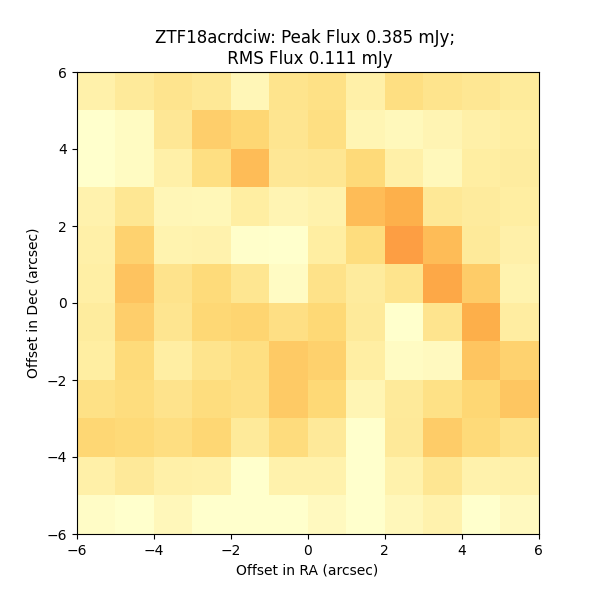 ZTF18acrdciw: Peak Flux 0.385 mJy;
RMS Flux 0.111 mJy
6
4
2
0
−2
−4
−6
Offset in Dec (arcsec)
−6 −4 −2 0 2 4 6
Offset in RA (arcsec)